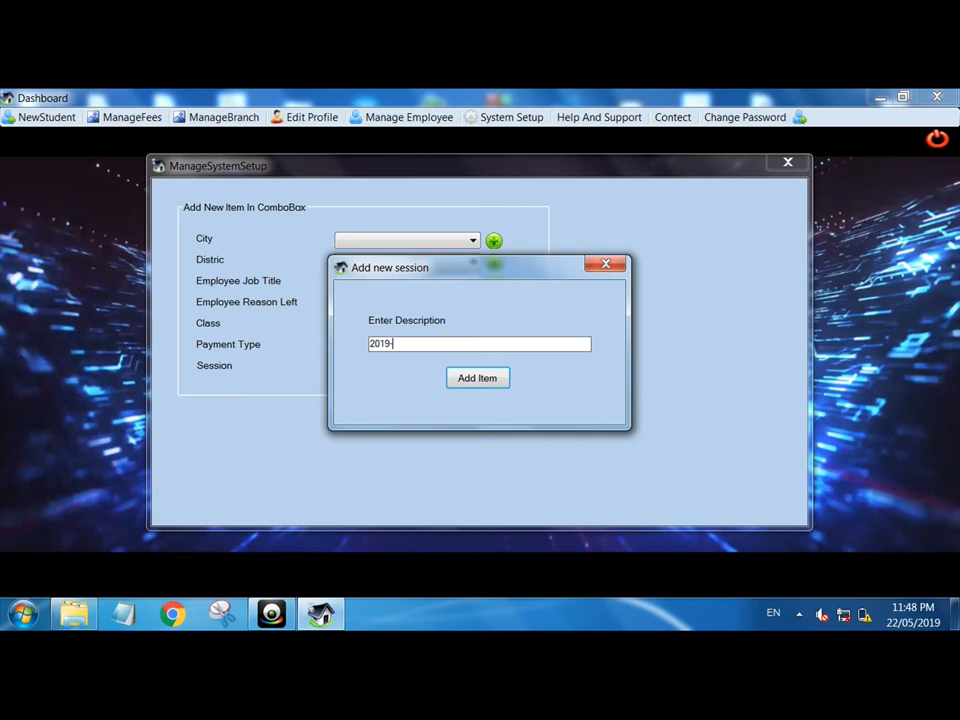 Dashboard
NewStudent ManageFees ManageBranch Edit Profile Manage Employee System Setup Help And Support Contect Change Password
ManageSystemSetup
Add New Item In ComboBox
City
Distric
Add new session
Employee Job Title
Employee Reason Left
Enter Description
Class
Payment Type
2019-
Session
Add Item
EN
11:48 PM
22/05/2019